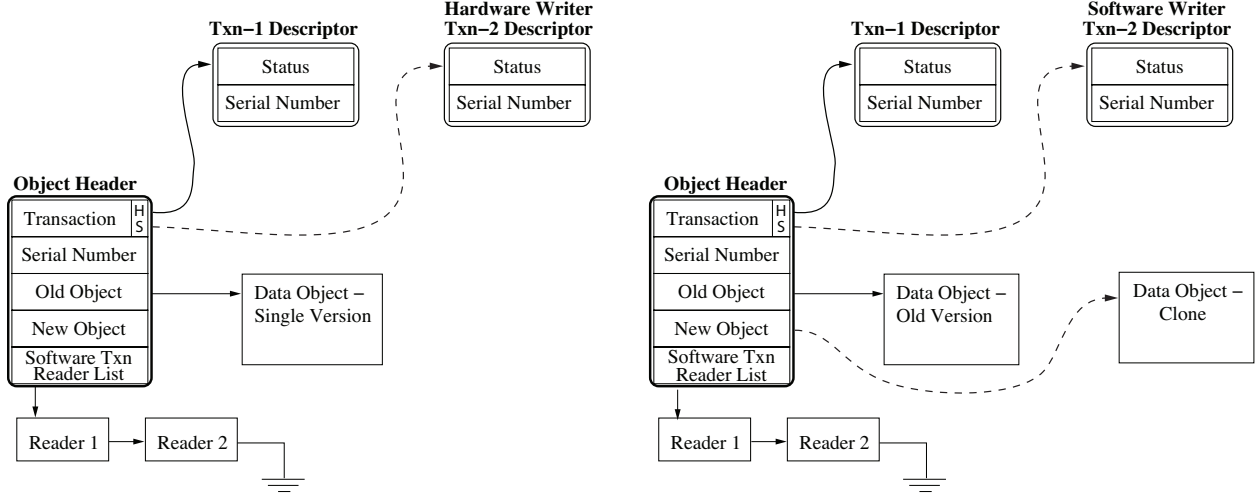 Hardware Writer
Txn−1 Descriptor
Txn−2 Descriptor
Status
Serial Number
Status
Serial Number
Object Header
Transaction
H
S
Serial Number
Old Object
New Object
Software Txn
Reader List
Data Object −
Single Version
Reader 1
Reader 2
Software Writer
Txn−1 Descriptor
Txn−2 Descriptor
Status
Serial Number
Status
Serial Number
Object Header
Transaction
H
S
Serial Number
Old Object
New Object
Software Txn
Reader List
Data Object −
Old Version
Data Object −
Clone
Reader 1
Reader 2